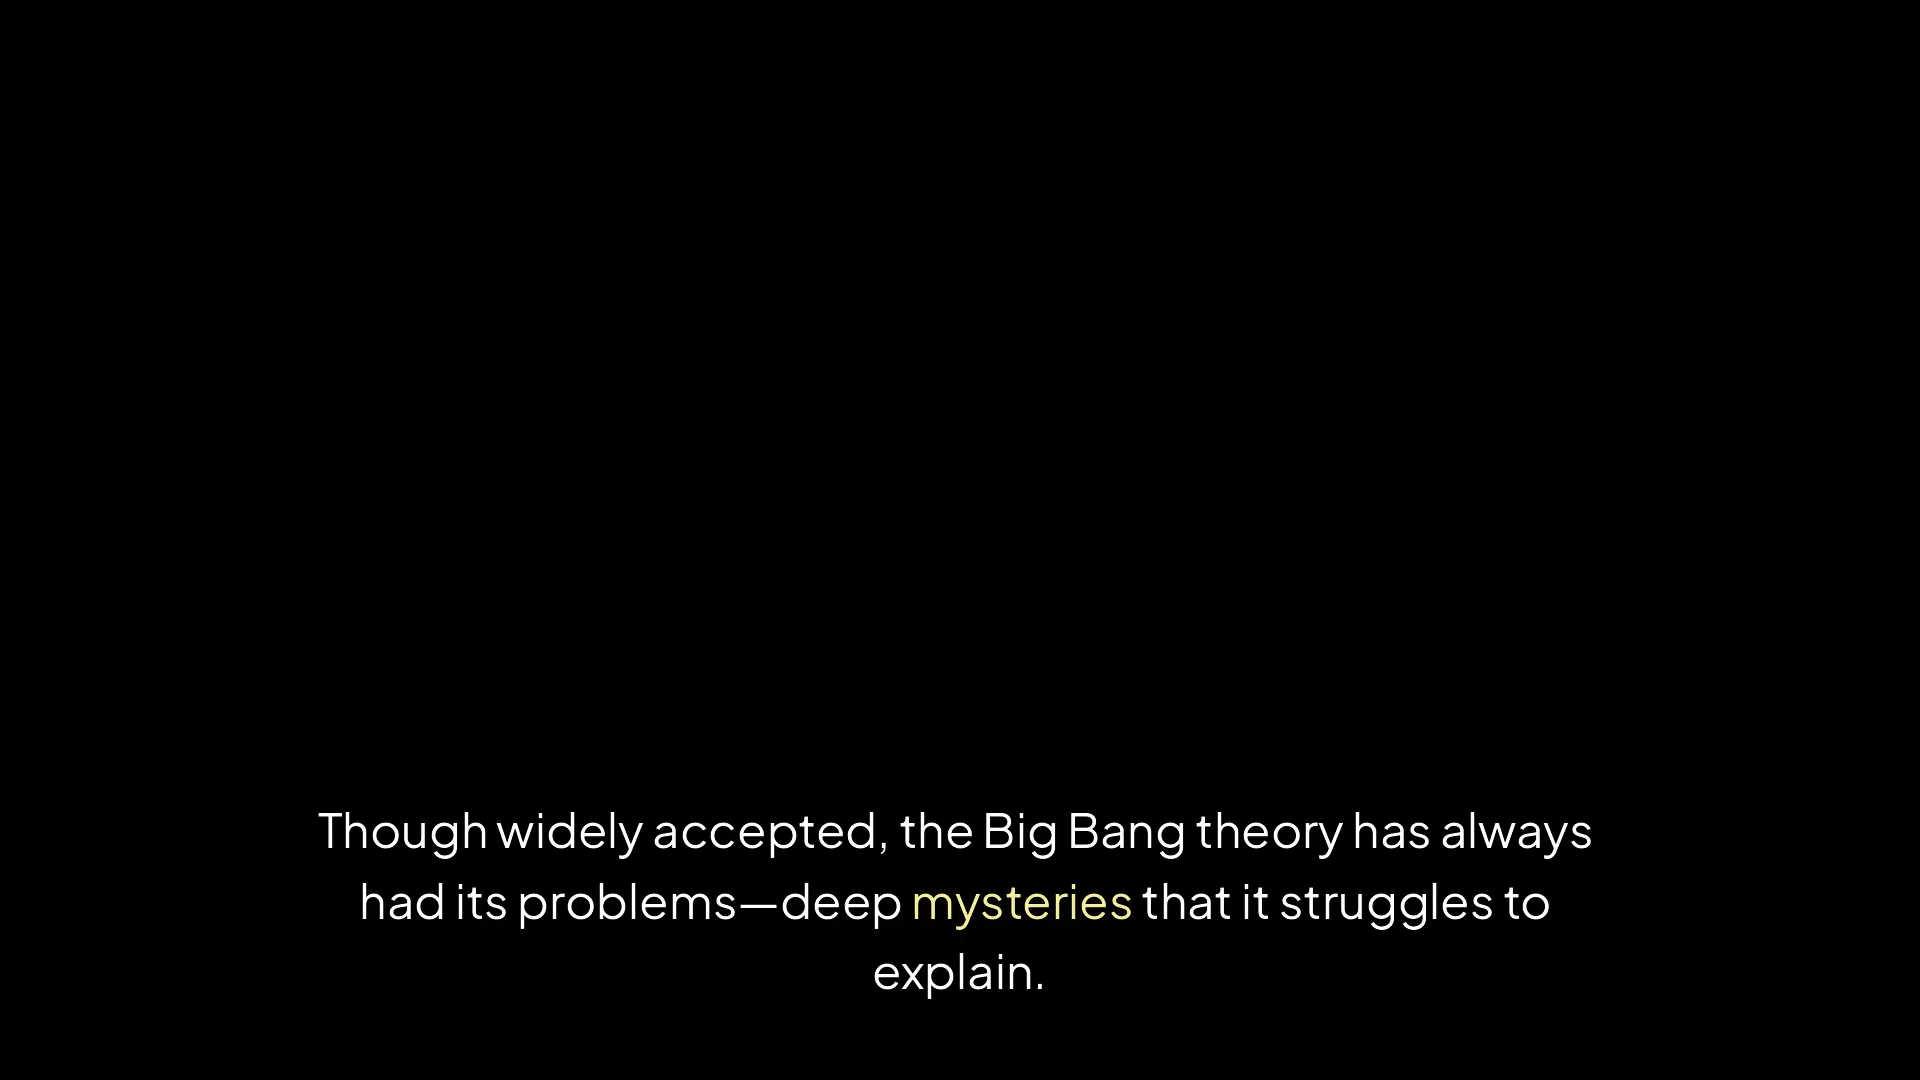 Though widely accepted, the Big Bang theory has always
had its problems—deep mysteries that it struggles to
explain.